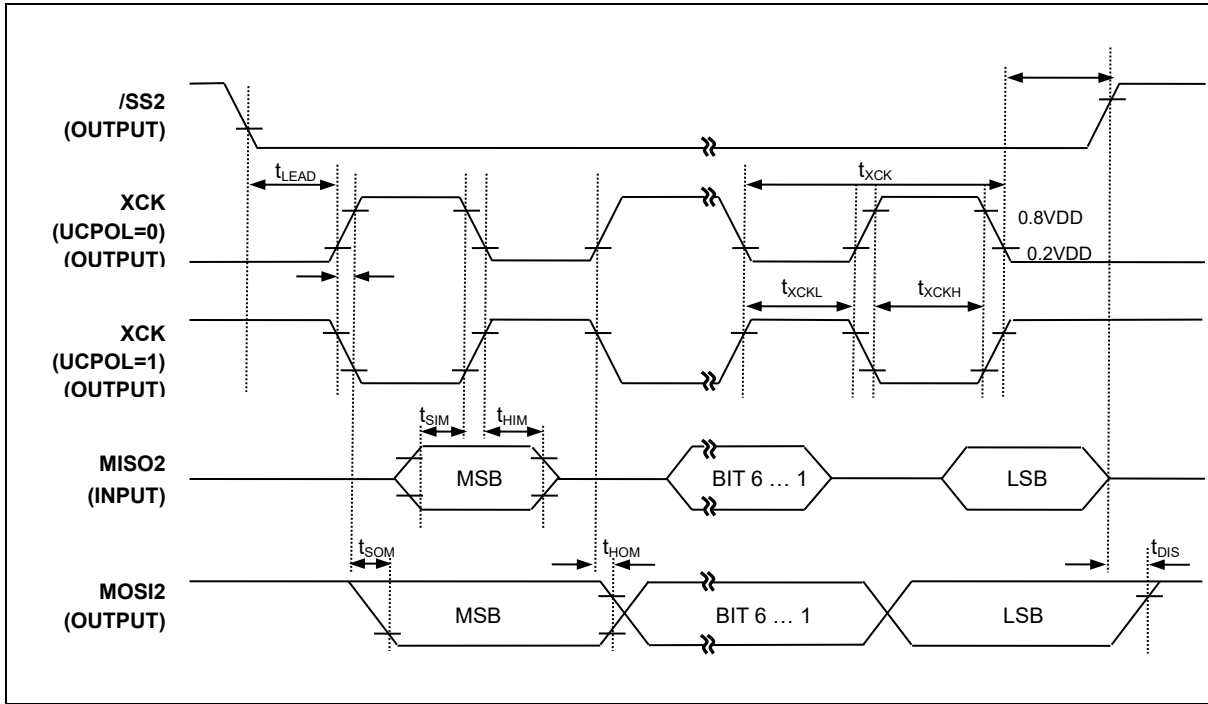 /SS2
(OUTPUT)
tLEAD
tXCK
XCK
(UCPOL=0)
(OUTPUT)
0.8VDD
0.2VDD
tXCKL
tXCKH
XCK
(UCPOL=1)
(OUTPUT)
tSIM
tHIM
MISO2
(INPUT)
MSB
BIT 6 … 1
LSB
tSOM
tHOM
tDIS
MOSI2
(OUTPUT)
MSB
BIT 6 … 1
LSB